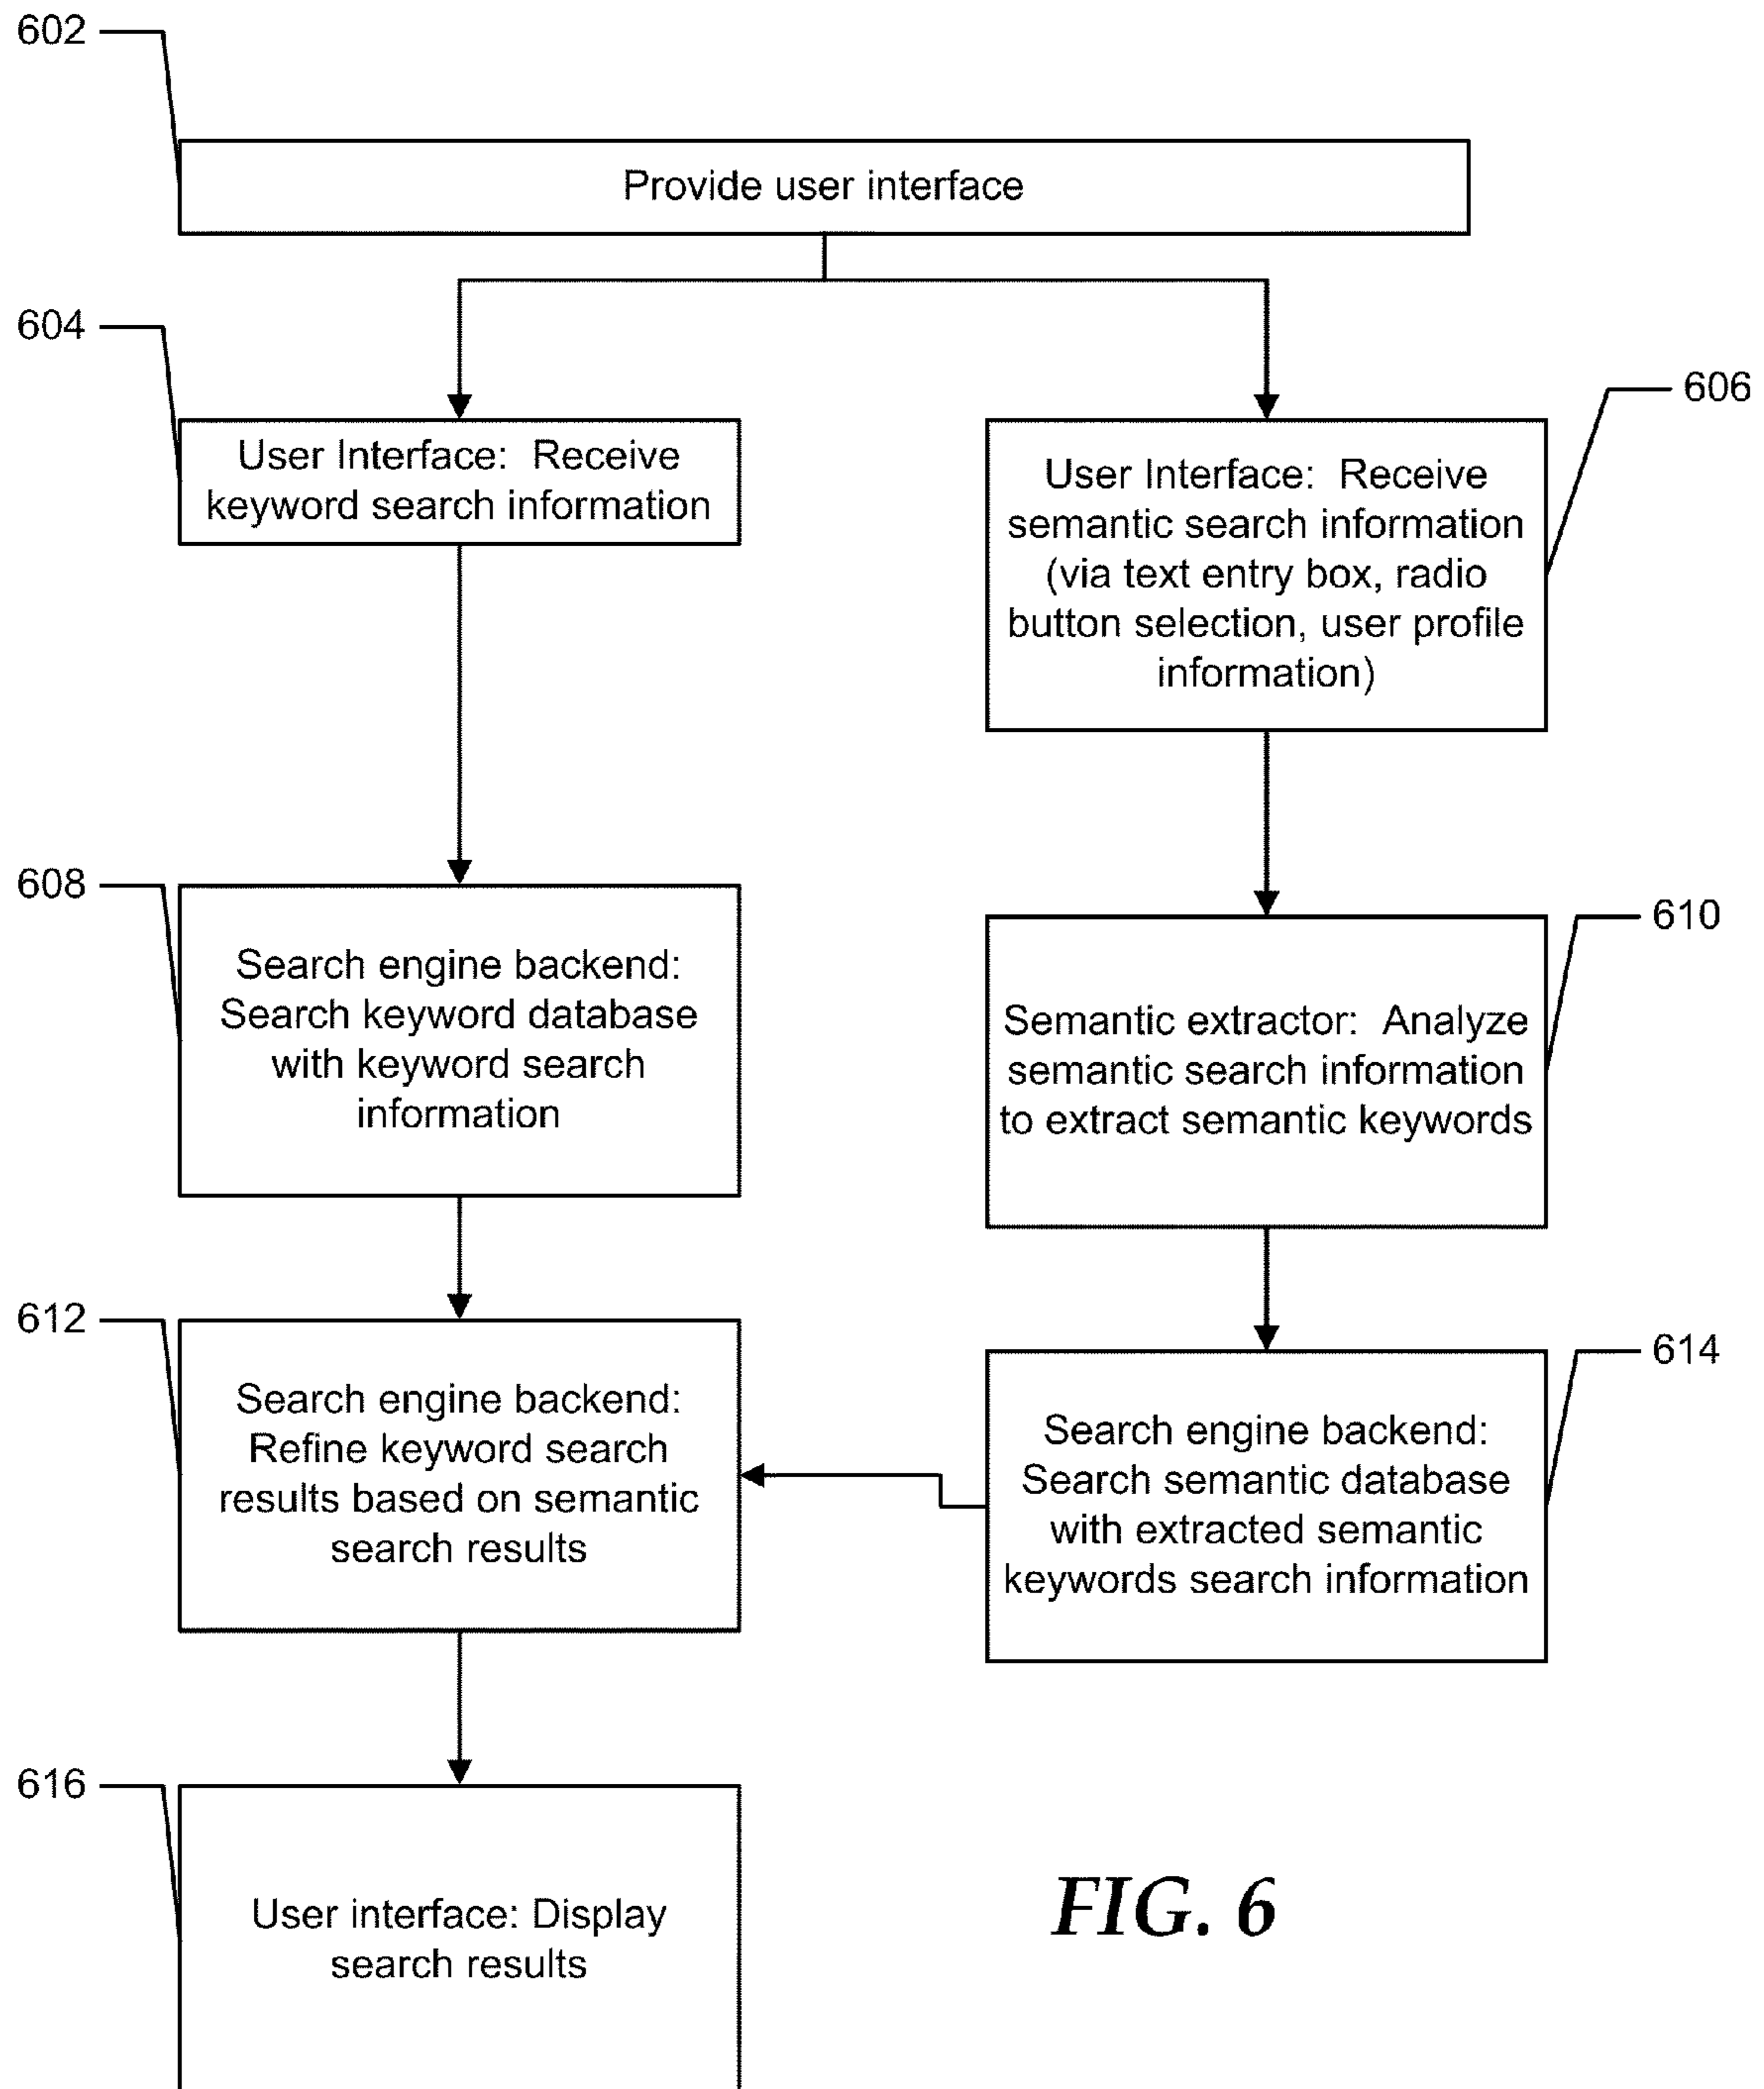 602
Provide user interface
604
User Interface:  Receive
keyword search information
606
User Interface:  Receive
semantic search information
(via text entry box, radio
button selection, user profile
information)
608
Search engine backend:
Search keyword database
with keyword search
information
610
Semantic extractor:  Analyze
semantic search information
to extract semantic keywords
612
Search engine backend:
Refine keyword search
results based on semantic
search results
614
Search engine backend:
Search semantic database
with extracted semantic
keywords search information
616
User interface: Display
search results
FIG. 6